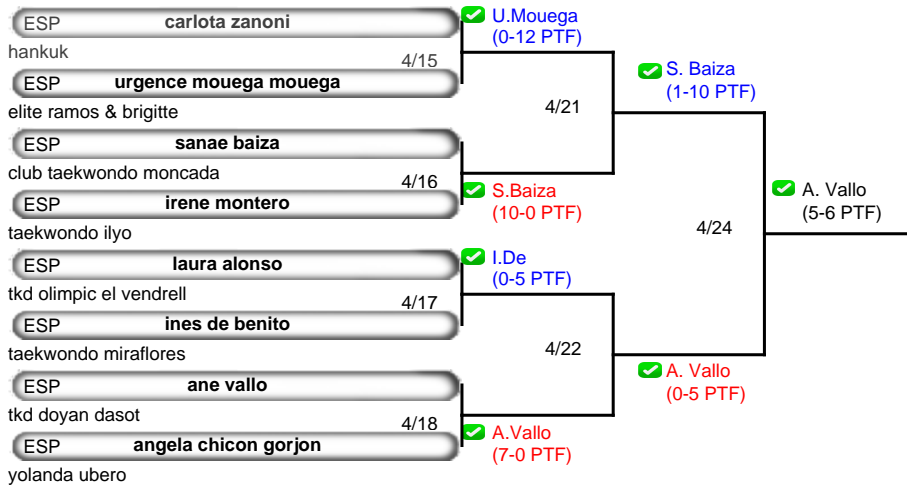 ESP carlota zanoni
hankuk
4/15
U.Mouega
(0-12 PTF)
ESP urgence mouega mouega
elite ramos & brigitte
4/21
S. Baiza
(1-10 PTF)
ESP sanae baiza
club taekwondo moncada
4/16
S.Baiza
(10-0 PTF)
ESP irene montero
taekwondo ilyo
4/24
A. Vallo
(5-6 PTF)
ESP laura alonso
tkd olimpic el vendrell
4/17
I.De
(0-5 PTF)
ESP ines de benito
taekwondo miraflores
4/22
A. Vallo
(0-5 PTF)
ESP ane vallo
tkd doyan dasot
4/18
A.Vallo
(7-0 PTF)
ESP angela chicon gorjon
yolanda ubero